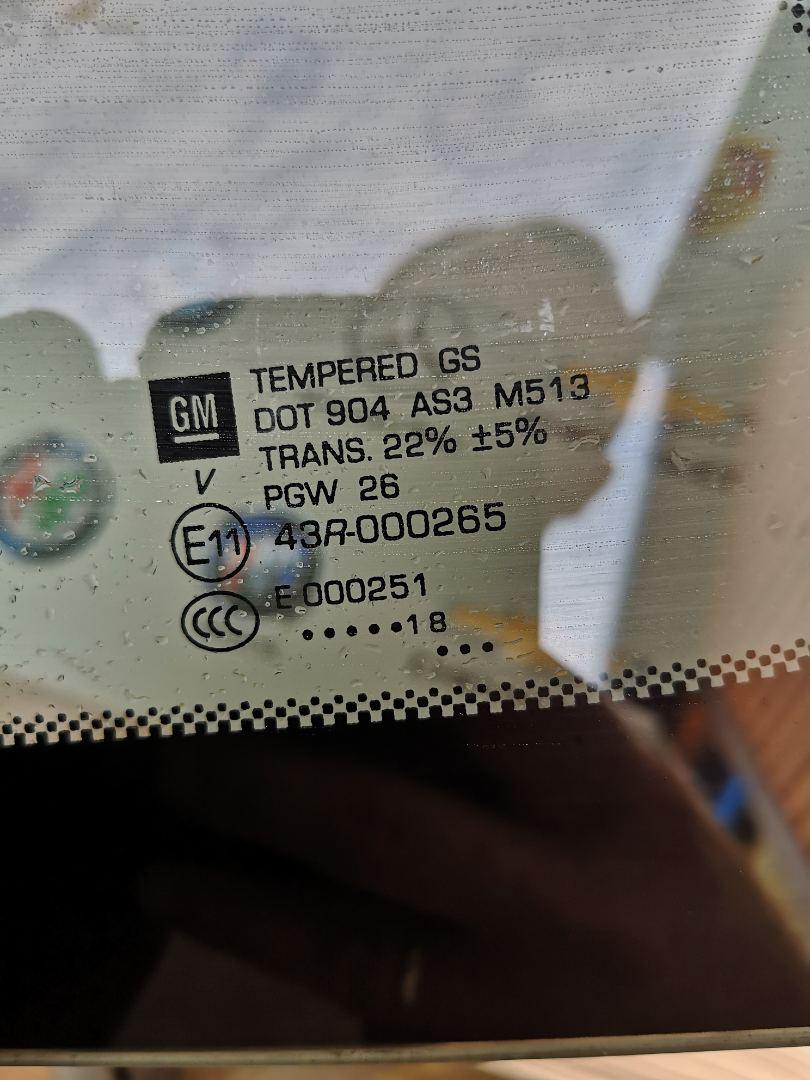 TEMPERED GS
GM
DOT 904 AS3 M513
TRANS. 22% ±5%
V
PGW 26
E11 43R-000265
E 000251
CCC
•••••18
•••